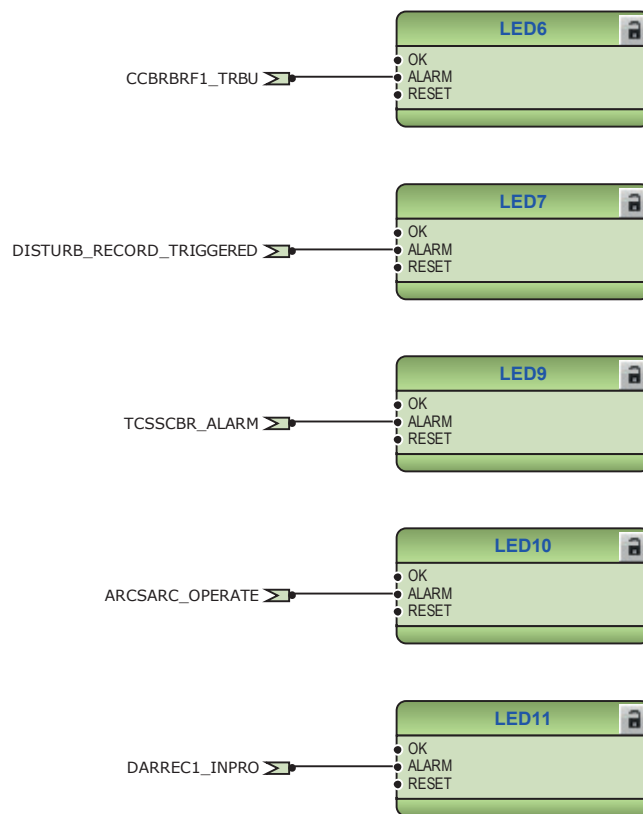 LED6
OK
CCBRBRF1_TRBU ALARM
RESET
LED7
OK
DISTURB_RECORD_TRIGGERED ALARM
RESET
LED9
OK
TCSSCBR_ALARM ALARM
RESET
LED10
OK
ARCSARC_OPERATE ALARM
RESET
LED11
OK
DARREC1_INPRO ALARM
RESET